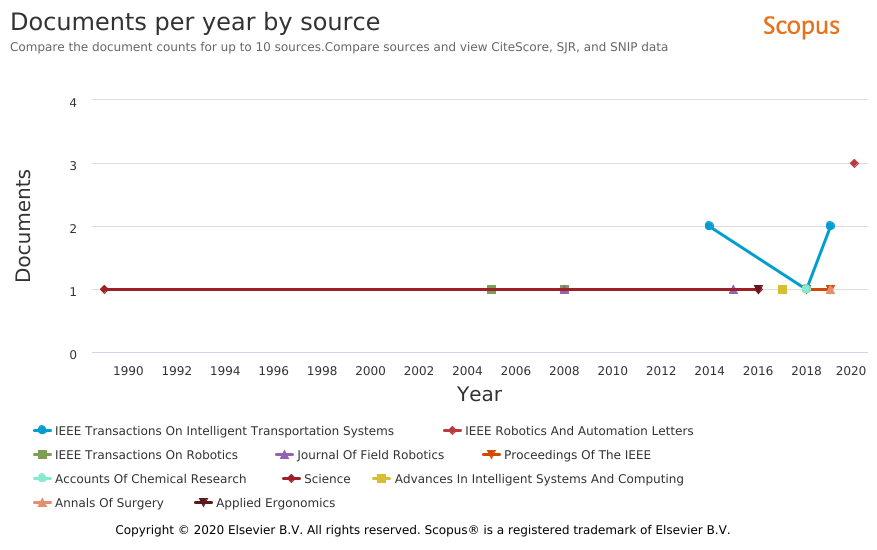 Documents per year by source
Scopus
Compare the document counts for up to 10 sources.Compare sources and view CiteScore, SJR, and SNIP data
4
3
2
1
0
Documents
1990 1992 1994 1996 1998 2000 2002 2004 2006 2008 2010 2012 2014 2016 2018 2020
Year
IEEE Transactions On Intelligent Transportation Systems IEEE Robotics And Automation Letters
IEEE Transactions On Robotics Journal Of Field Robotics Proceedings Of The IEEE
Accounts Of Chemical Research Science Advances In Intelligent Systems And Computing
Annals Of Surgery Applied Ergonomics
Copyright © 2020 Elsevier B.V. All rights reserved. Scopus® is a registered trademark of Elsevier B.V.